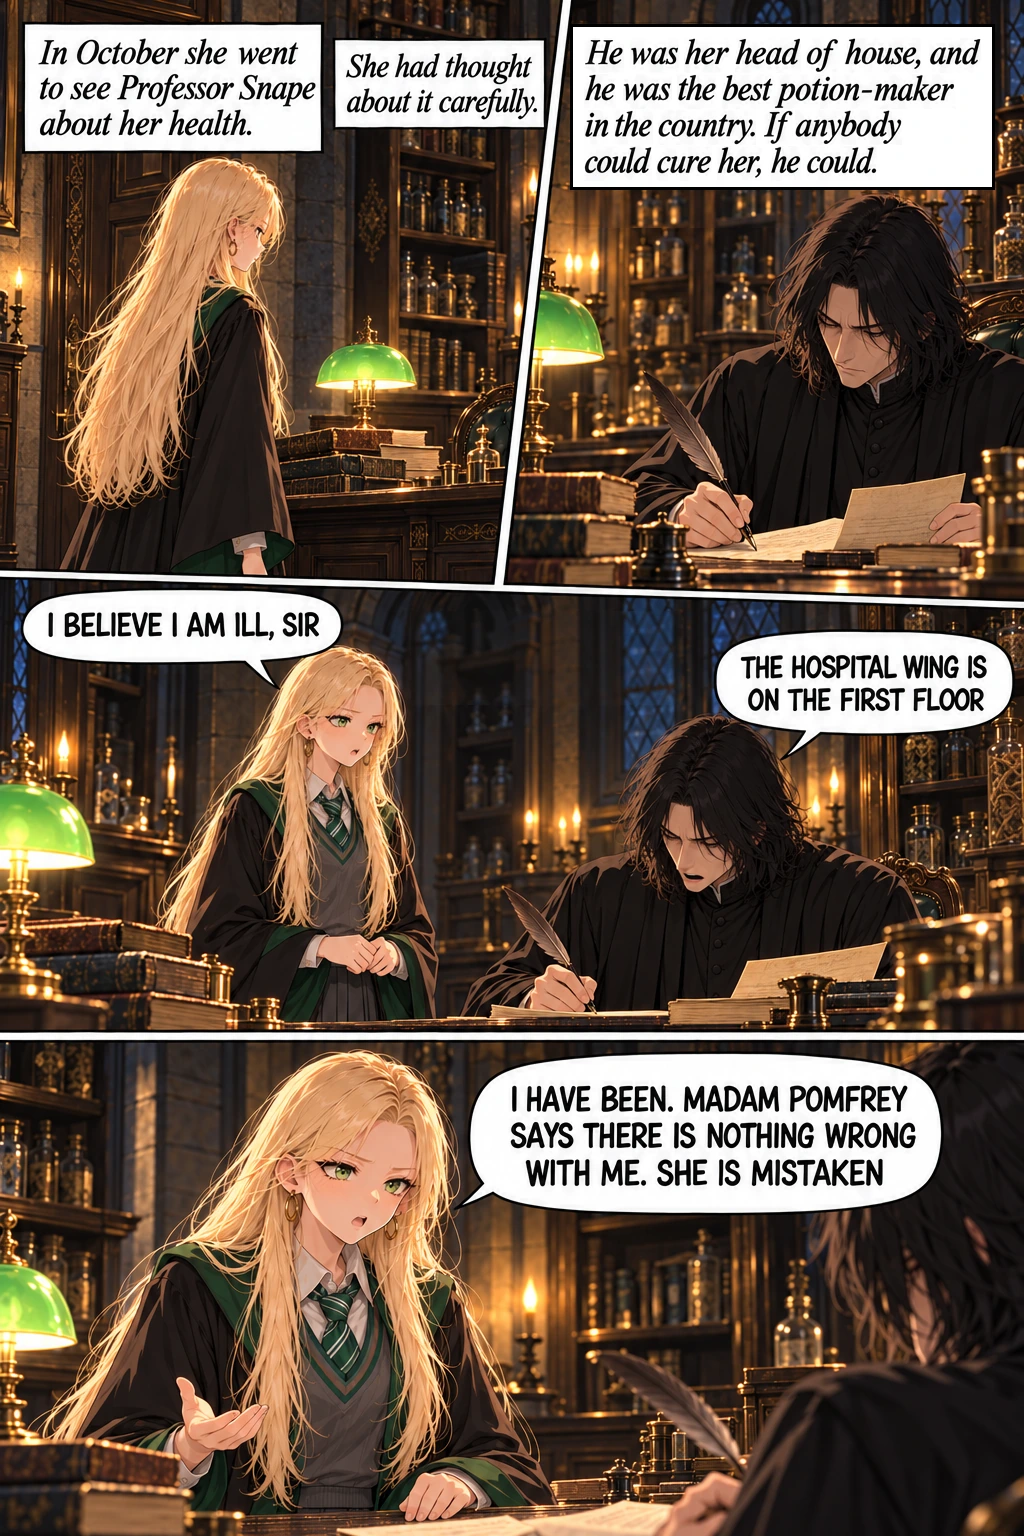 In October she went
to see Professor Snape
about her health.
She had thought
about it carefully.
He was her head of house, and
he was the best potion-maker
in the country. If anybody
could cure her, he could.
I BELIEVE I AM ILL, SIR
THE HOSPITAL WING IS
ON THE FIRST FLOOR
I HAVE BEEN. MADAM POMFREY
SAYS THERE IS NOTHING WRONG
WITH ME. SHE IS MISTAKEN